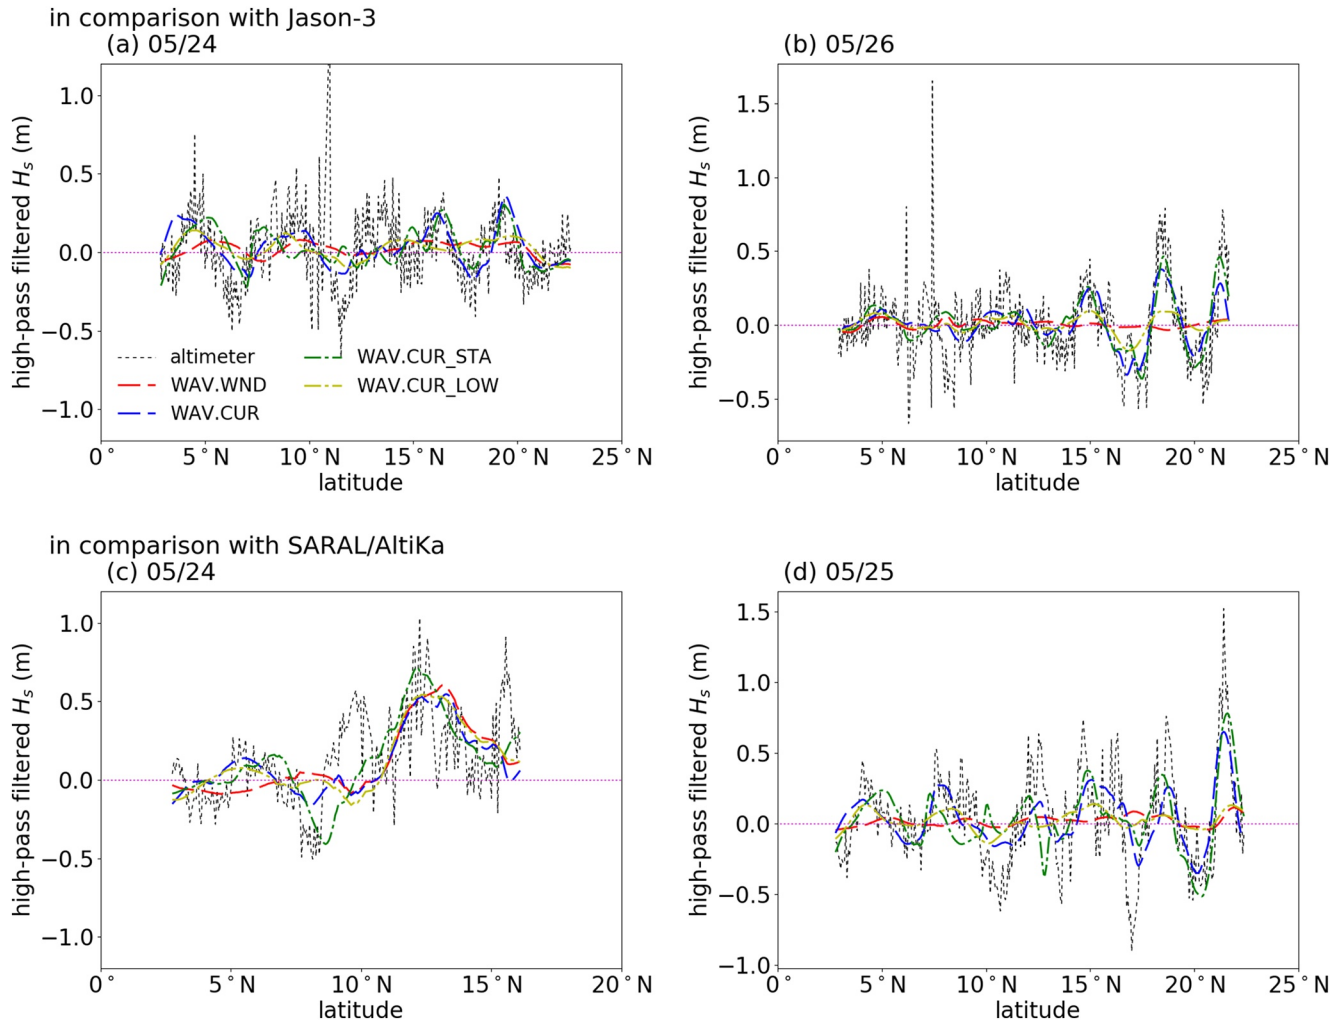 in comparison with Jason-3
(a) 05/24
high-pass filtered Hs (m)
1.0
0.5
0.0
−0.5
−1.0
altimeter
WAV.WND
WAV.CUR
WAV.CUR_STA
WAV.CUR_LOW
0° 5°N 10°N 15°N 20°N 25°N
latitude
(b) 05/26
high-pass filtered Hs (m)
1.5
1.0
0.5
0.0
−0.5
0° 5°N 10°N 15°N 20°N 25°N
latitude
in comparison with SARAL/AltiKa
(c) 05/24
high-pass filtered Hs (m)
1.0
0.5
0.0
−0.5
−1.0
0° 5°N 10°N 15°N 20°N
latitude
(d) 05/25
high-pass filtered Hs (m)
1.5
1.0
0.5
0.0
−0.5
−1.0
0° 5°N 10°N 15°N 20°N 25°N
latitude